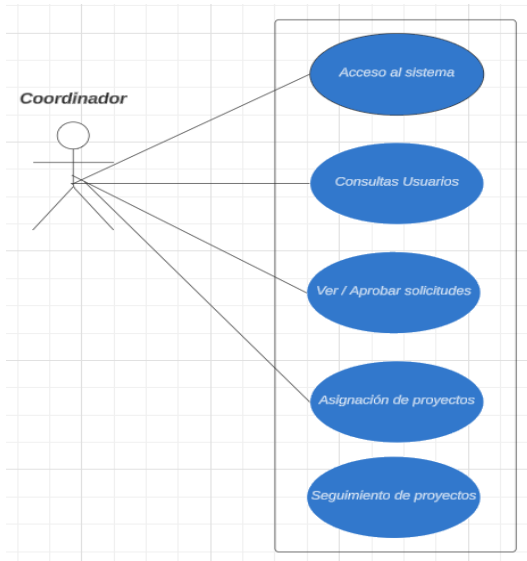 Coordinador
Acceso al sistema
Consultas Usuarios
Ver / Aprobar solicitudes
Asignación de proyectos
Seguimiento de proyectos